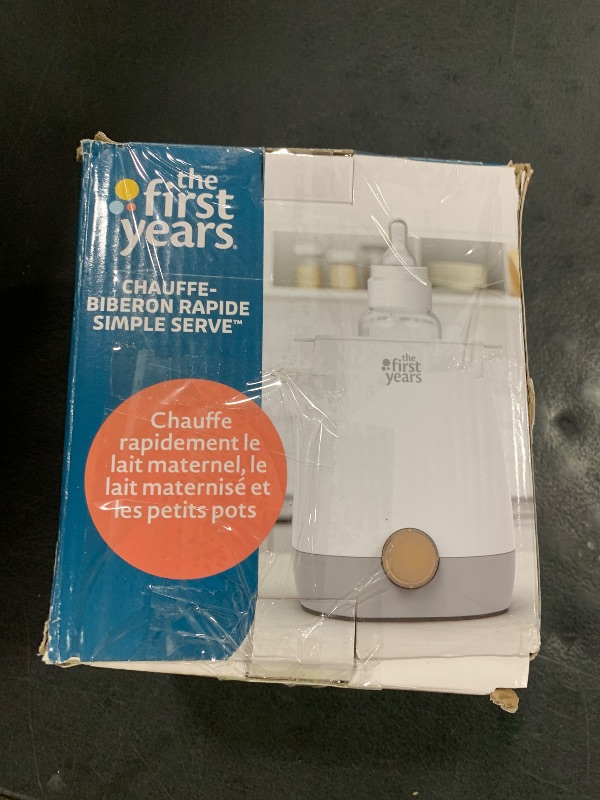 the
first
years
CHAUFFE-
BIBERON RAPIDE
SIMPLE SERVE™
Chauffe
rapidement le
lait maternel, le
lait maternisé et
les petits pots
the
first
years